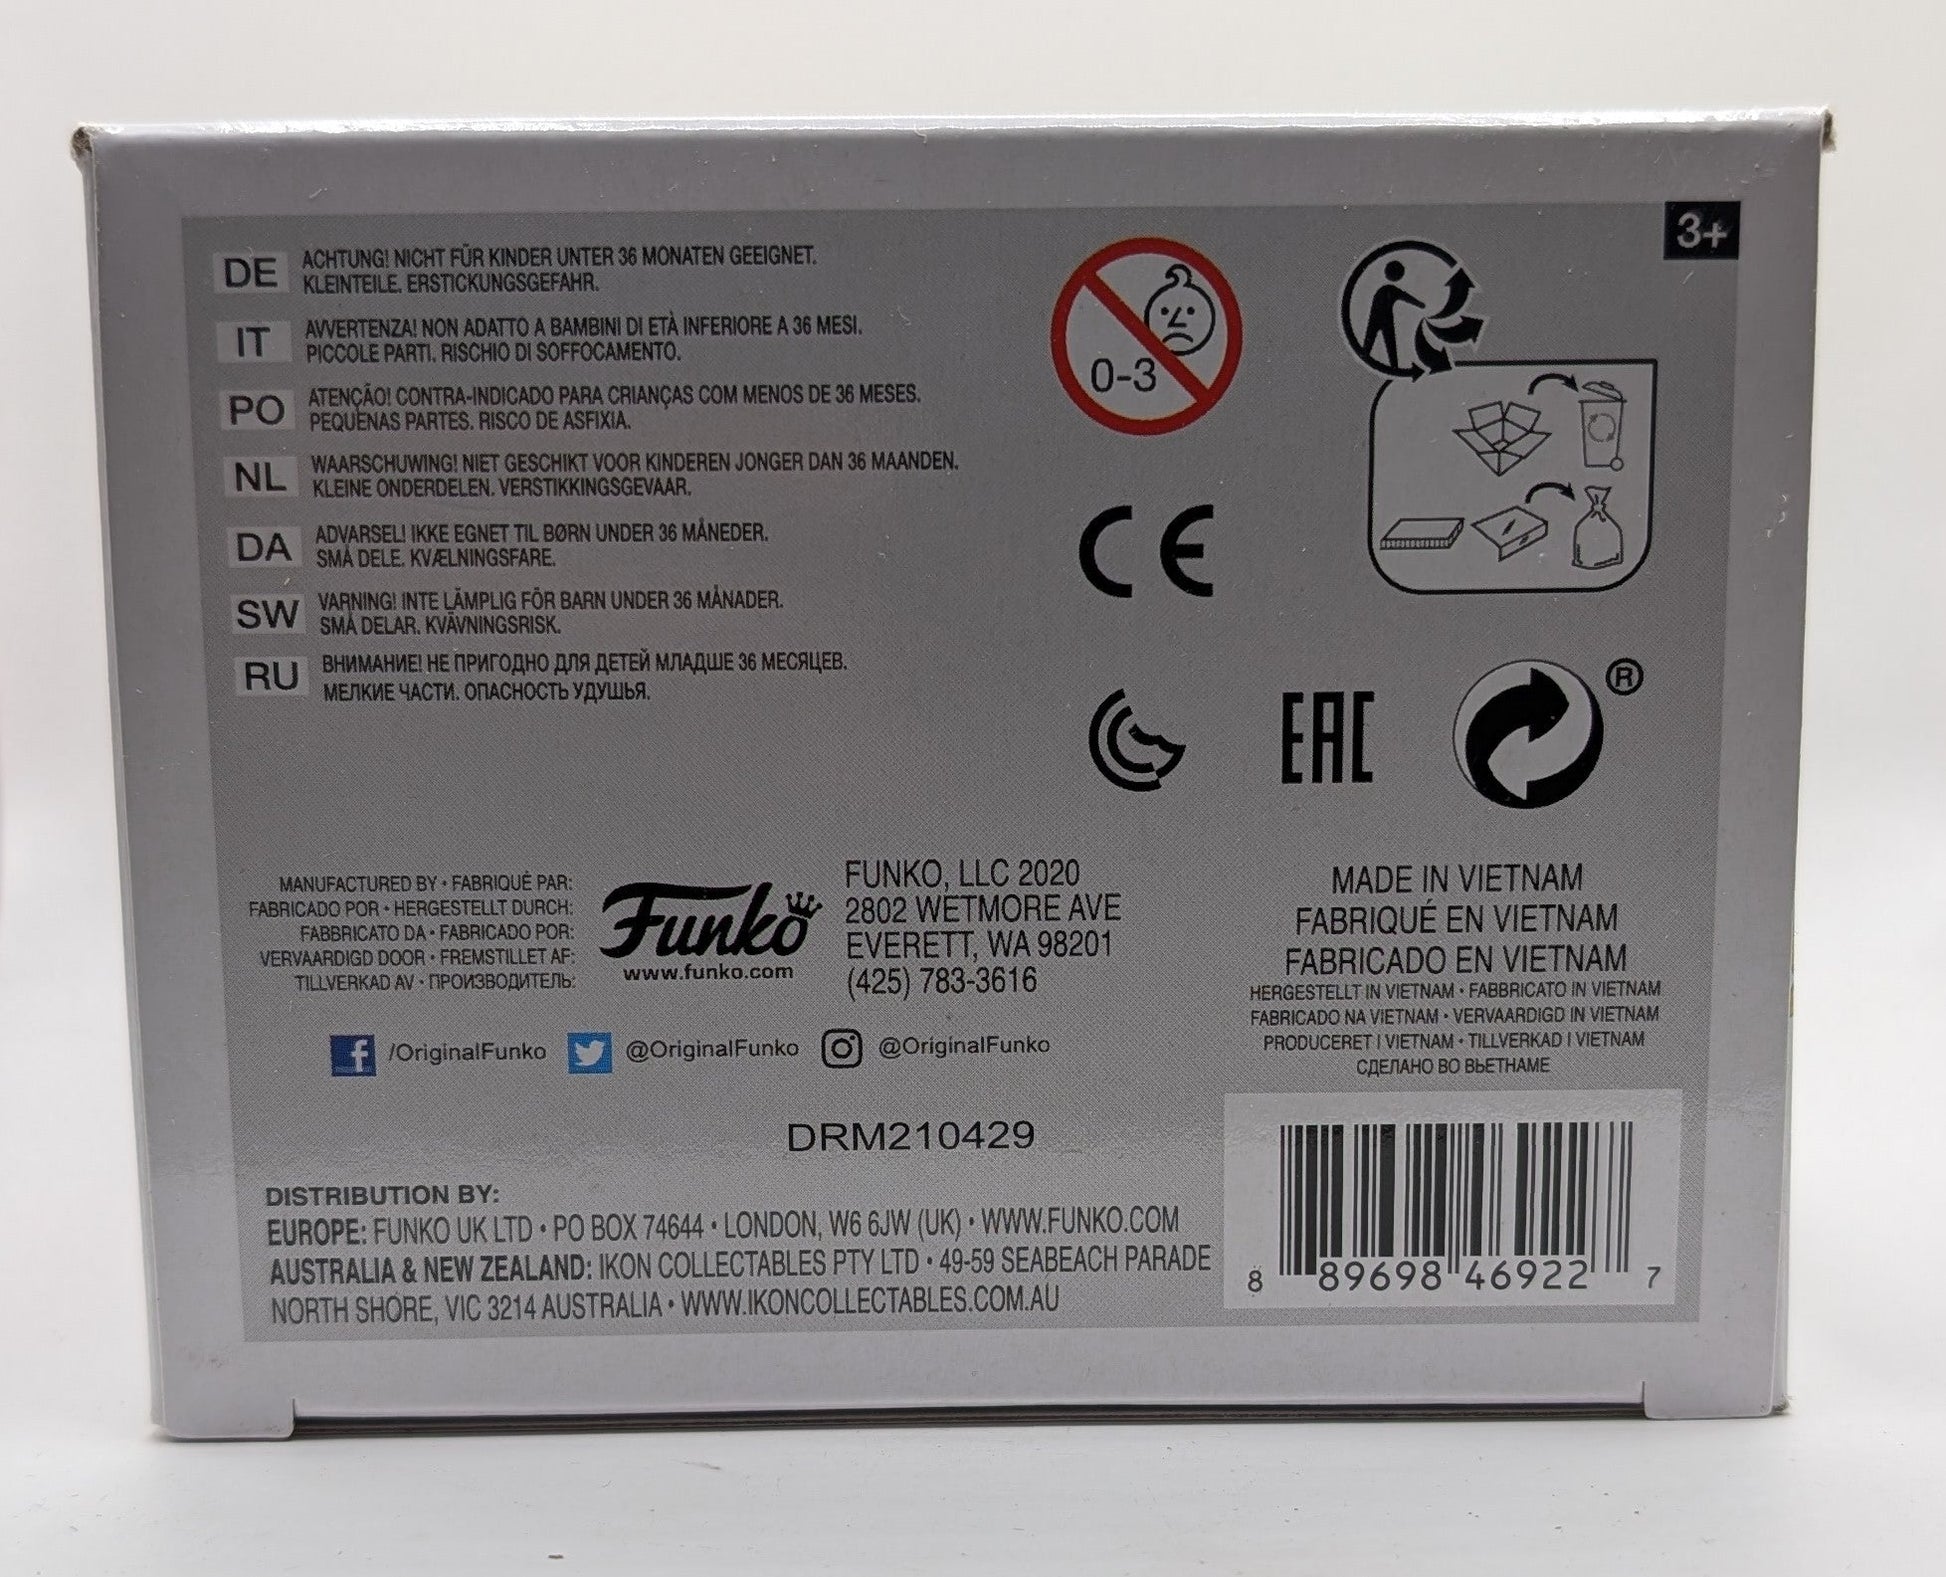 3+
DE ACHTUNG! NICHT FÜR KINDER UNTER 36 MONATEN GEEIGNET.
KLEINTEILE. ERSTICKUNGSGEFAHR.
IT AVVERTENZA! NON ADATTO A BAMBINI DI ETÀ INFERIORE A 36 MESI.
PICCOLE PARTI. RISCHIO DI SOFFOCAMENTO.
PO ATENÇÃO! CONTRA-INDICADO PARA CRIANÇAS COM MENOS DE 36 MESES.
PEQUENAS PARTES. RISCO DE ASFIXIA.
NL WAARSCHUWING! NIET GESCHIKT VOOR KINDEREN JONGER DAN 36 MAANDEN.
KLEINE ONDERDELEN. VERSTIKKINGSGEVAAR.
DA ADVARSEL! IKKE EGNET TIL BØRN UNDER 36 MÅNEDER.
SMÅ DELE. KVÆLNINGSFARE.
SW VARNING! INTE LÄMPLIG FÖR BARN UNDER 36 MÅNADER.
SMÅ DELAR. KVÄVNINGSRISK.
RU ВНИМАНИЕ! НЕ ПРИГОДНО ДЛЯ ДЕТЕЙ МЛАДШЕ 36 МЕСЯЦЕВ.
МЕЛКИЕ ЧАСТИ. ОПАСНОСТЬ УДУШЬЯ.
0-3
CE
EAC
®
MANUFACTURED BY • FABRIQUÉ PAR:
FABRICADO POR • HERGESTELLT DURCH:
FABBRICATO DA • FABRICADO POR:
VERVAARDIGD DOOR • FREMSTILLET AF:
TILLVERKAD AV • ПРОИЗВОДИТЕЛЬ:
Funko
www.funko.com
FUNKO, LLC 2020
2802 WETMORE AVE
EVERETT, WA 98201
(425) 783-3616
MADE IN VIETNAM
FABRIQUÉ EN VIETNAM
FABRICADO EN VIETNAM
HERGESTELLT IN VIETNAM • FABBRICATO IN VIETNAM
FABRICADO NA VIETNAM • VERVAARDIGD IN VIETNAM
PRODUCERET I VIETNAM • TILLVERKAD I VIETNAM
СДЕЛАНО ВО ВЬЕТНАМЕ
f /OriginalFunko @OriginalFunko @OriginalFunko
DRM210429
DISTRIBUTION BY:
EUROPE: FUNKO UK LTD • PO BOX 74644 • LONDON, W6 6JW (UK) • WWW.FUNKO.COM
AUSTRALIA & NEW ZEALAND: IKON COLLECTABLES PTY LTD • 49-59 SEABEACH PARADE
NORTH SHORE, VIC 3214 AUSTRALIA • WWW.IKONCOLLECTABLES.COM.AU
8 89698 46922 7